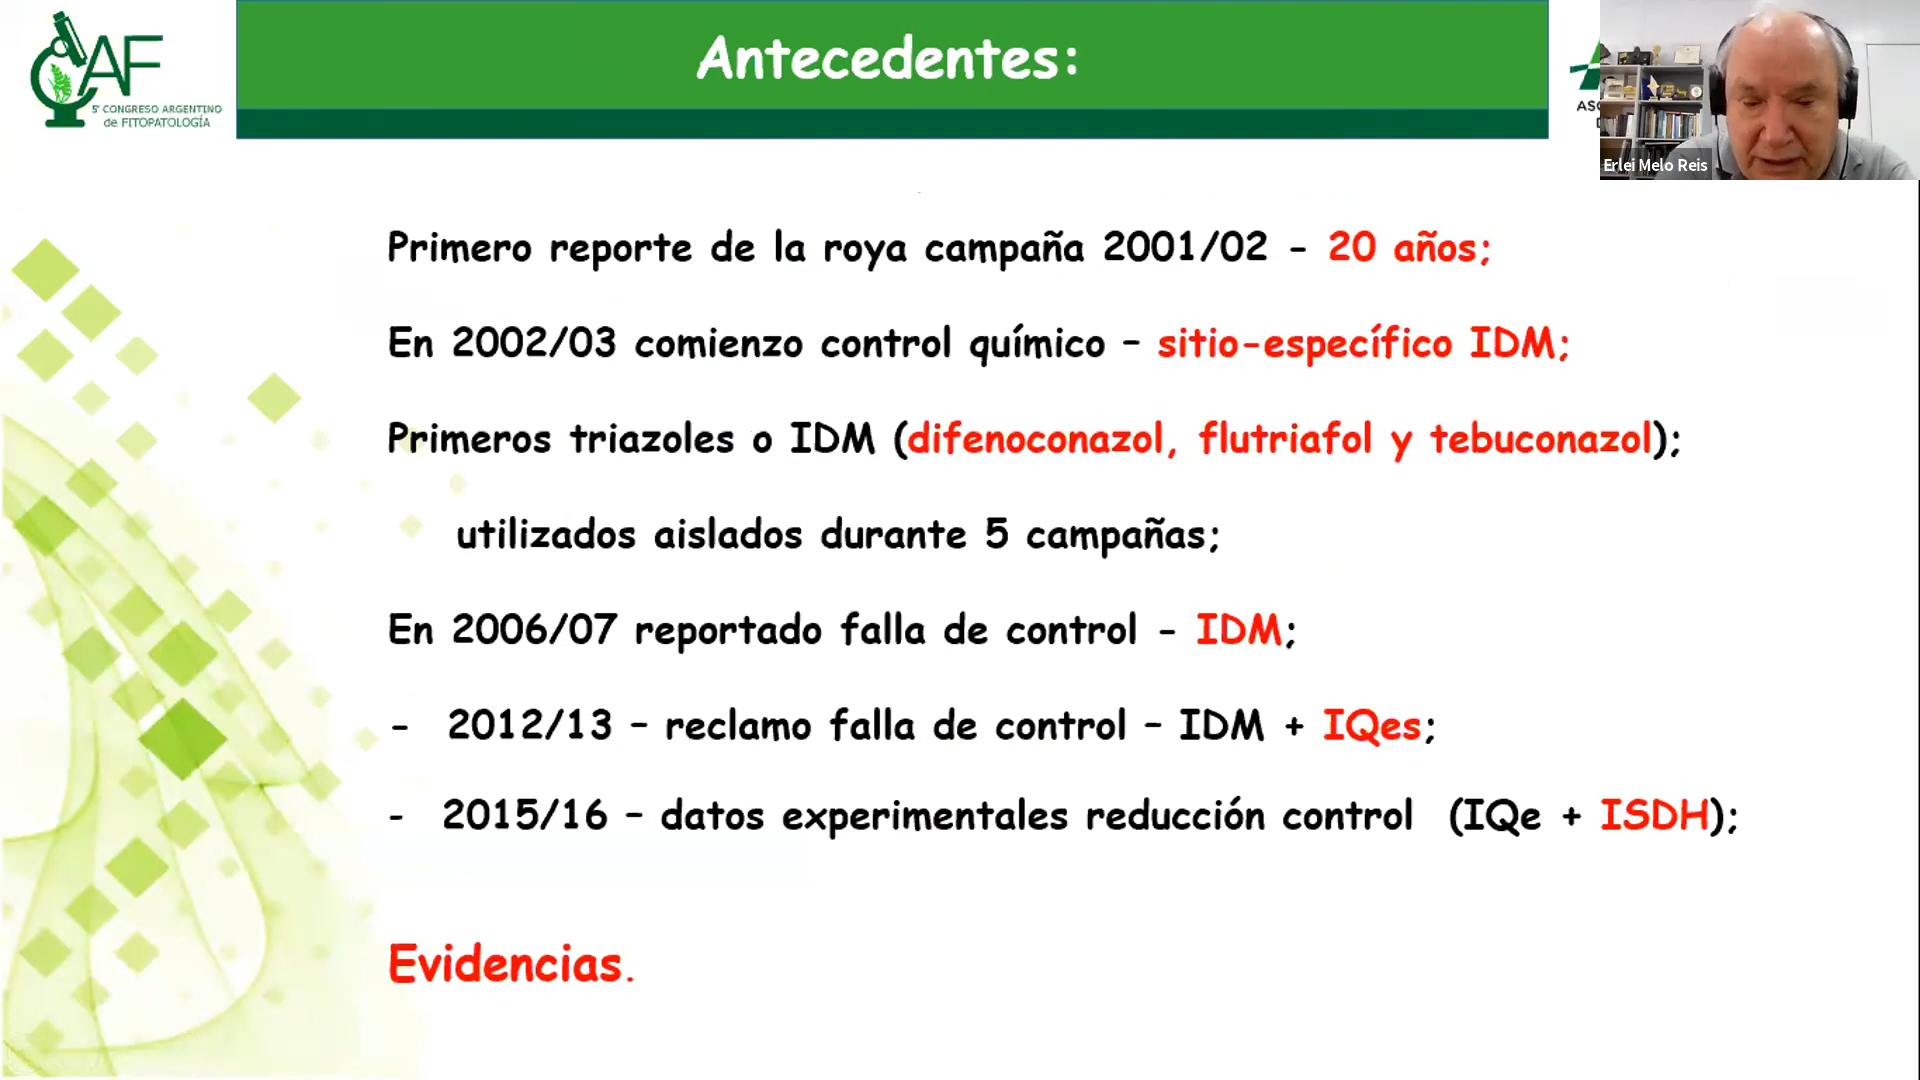 Antecedentes:
AF
5º CONGRESO ARGENTINO
de FITOPATOLOGÍA
Erlei Melo Reis
Primero reporte de la roya campaña 2001/02 - 20 años;
En 2002/03 comienzo control químico – sitio-específico IDM;
Primeros triazoles o IDM (difenoconazol, flutriafol y tebuconazol);
utilizados aislados durante 5 campañas;
En 2006/07 reportado falla de control - IDM;
- 2012/13 – reclamo falla de control – IDM + IQes;
- 2015/16 – datos experimentales reducción control (IQe + ISDH);
Evidencias.